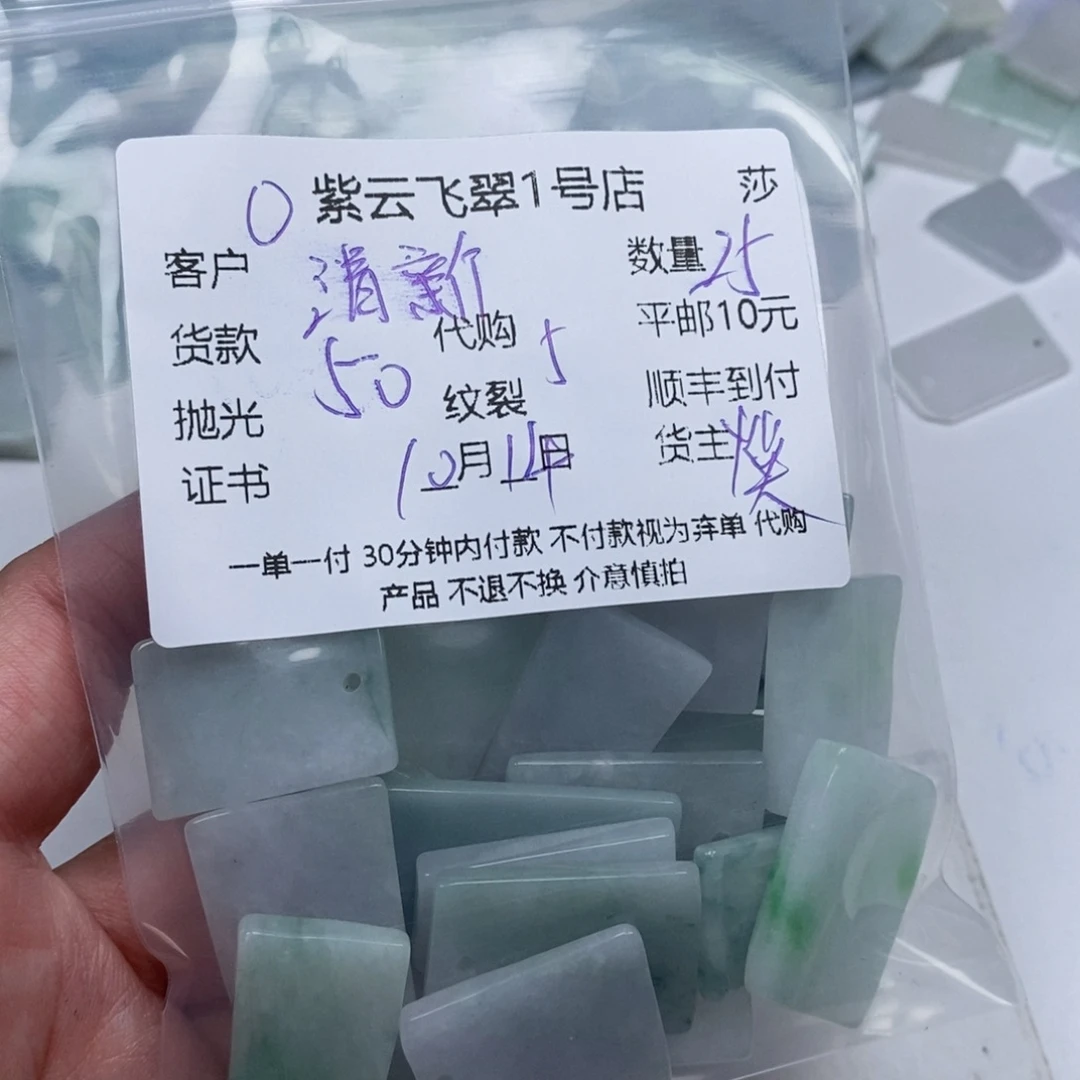 0 紫云飞翠1号店 莎
客户 清新 数量 25
货款 50 代购 5 平邮10元
抛光 纹裂 顺丰到付
证书 10月14日 货主
一单一付 30分钟内付款 不付款视为弃单 代购
产品 不退不换 介意慎拍